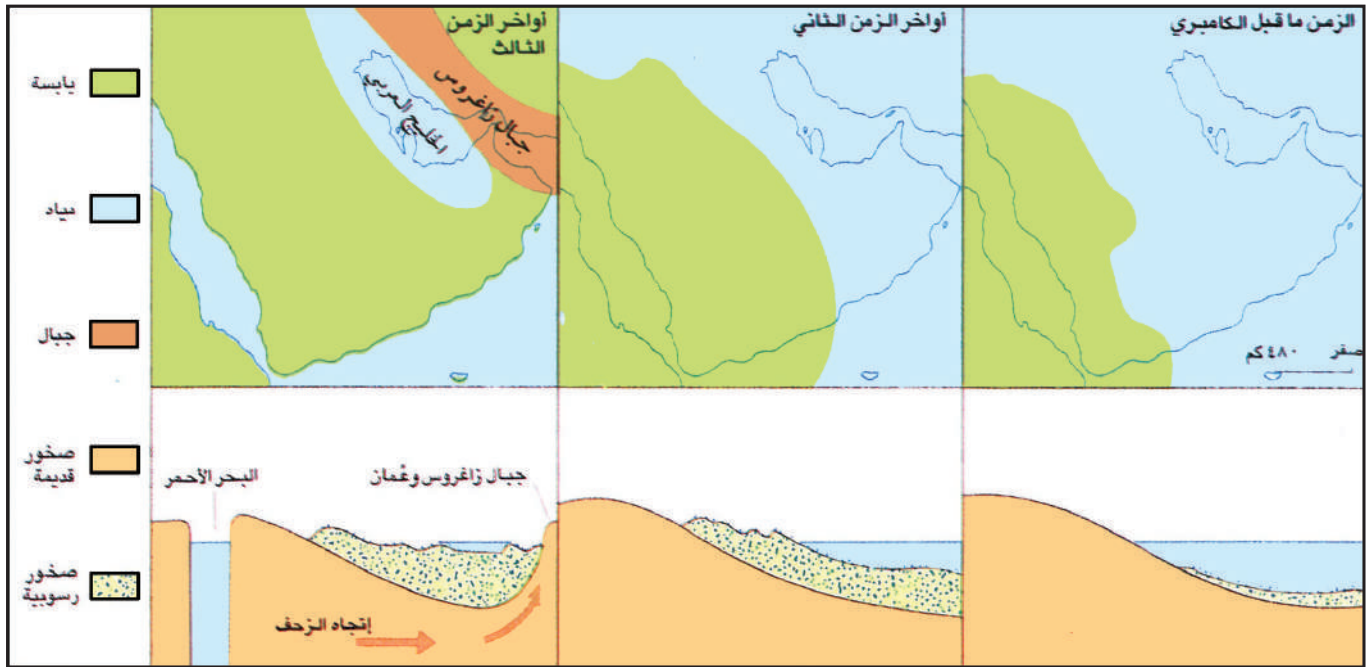 الزمن ما قبل الكامبري
أواخر الزمن الثاني
أواخر الزمن
الثالث
جبال زاغروس
الخليج العربي
صفر ٤٨٠ كم
يابسة
مياه
جبال
صخور
قديمة
صخور
رسوبية
جبال زاغروس وعُمان
البحر الأحمر
إتجاه الزحف